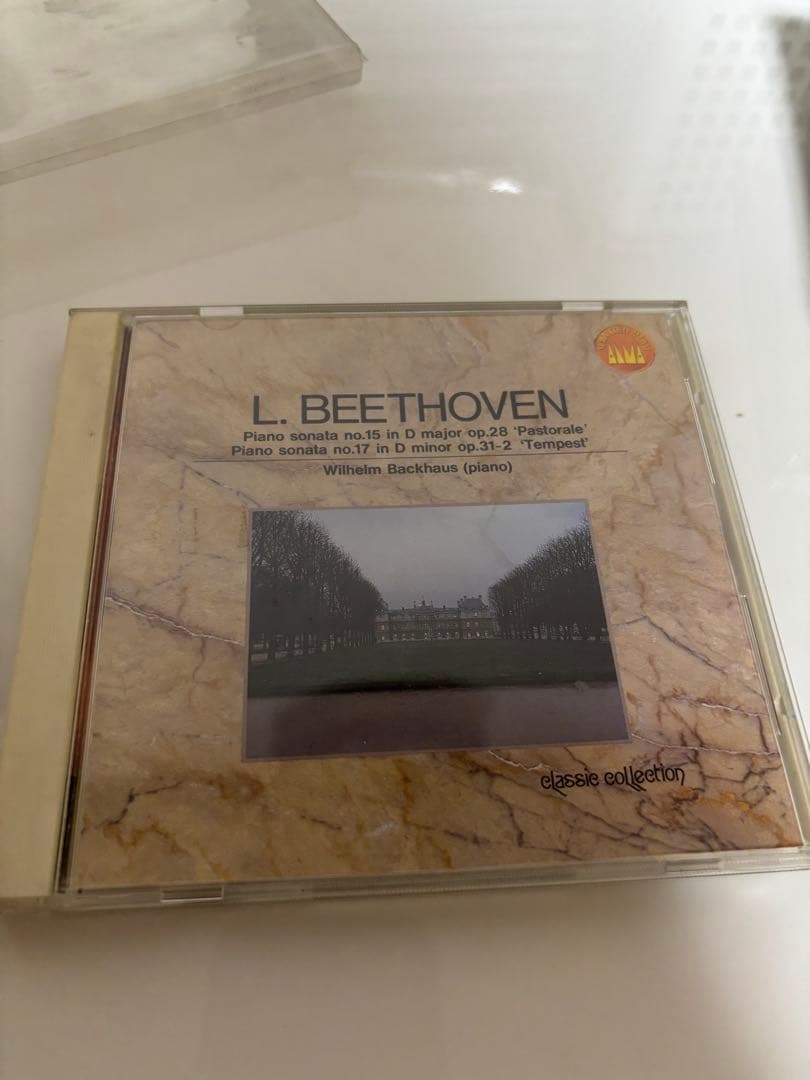 L. BEETHOVEN
Piano sonata no.15 in D major op.28 ‘Pastorale’
Piano sonata no.17 in D minor op.31-2 ‘Tempest’
Wilhelm Backhaus (piano)
classic collection